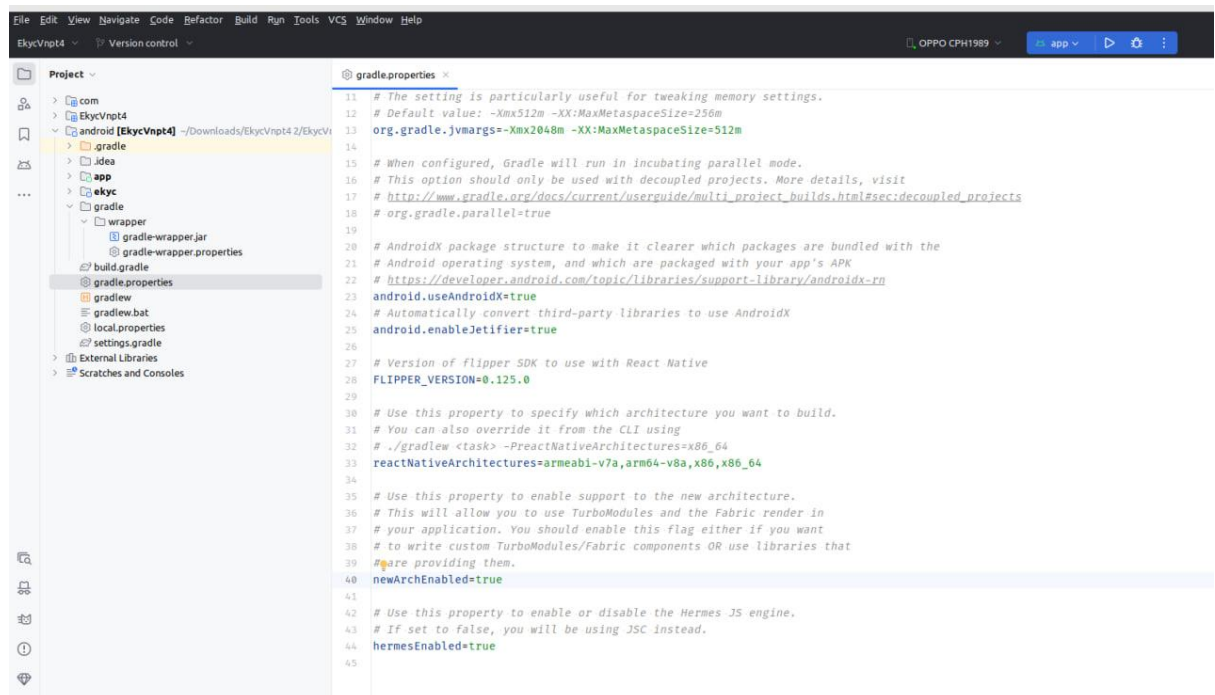 File Edit View Navigate Code Refactor Build Run Tools VCS Window Help
EkycVnpt4 Version control OPPO CPH1989 app
Project
gradle.properties
com
EkycVnpt4
android [EkycVnpt4] ~/Downloads/EkycVnpt4 2/EkycVn
.gradle
.idea
app
ekyc
gradle
wrapper
gradle-wrapper.jar
gradle-wrapper.properties
build.gradle
gradle.properties
gradlew
gradlew.bat
local.properties
settings.gradle
External Libraries
Scratches and Consoles
11 # The setting is particularly useful for tweaking memory settings.
12 # Default value: -Xmx512m -XX:MaxMetaspaceSize=256m
13 org.gradle.jvmargs=-Xmx2048m -XX:MaxMetaspaceSize=512m
14
15 # When configured, Gradle will run in incubating parallel mode.
16 # This option should only be used with decoupled projects. More details, visit
17 # http://www.gradle.org/docs/current/userguide/multi_project_builds.html#sec:decoupled_projects
18 # org.gradle.parallel=true
19
20 # AndroidX package structure to make it clearer which packages are bundled with the
21 # Android operating system, and which are packaged with your app's APK
22 # https://developer.android.com/topic/libraries/support-library/androidx-rn
23 android.useAndroidX=true
24 # Automatically convert third-party libraries to use AndroidX
25 android.enableJetifier=true
26
27 # Version of flipper SDK to use with React Native
28 FLIPPER_VERSION=0.125.0
29
30 # Use this property to specify which architecture you want to build.
31 # You can also override it from the CLI using
32 # ./gradlew <task> -PreactNativeArchitectures=x86_64
33 reactNativeArchitectures=armeabi-v7a,arm64-v8a,x86,x86_64
34
35 # Use this property to enable support to the new architecture.
36 # This will allow you to use TurboModules and the Fabric render in
37 # your application. You should enable this flag either if you want
38 # to write custom TurboModules/Fabric components OR use libraries that
39 # are providing them.
40 newArchEnabled=true
41
42 # Use this property to enable or disable the Hermes JS engine.
43 # If set to false, you will be using JSC instead.
44 hermesEnabled=true
45